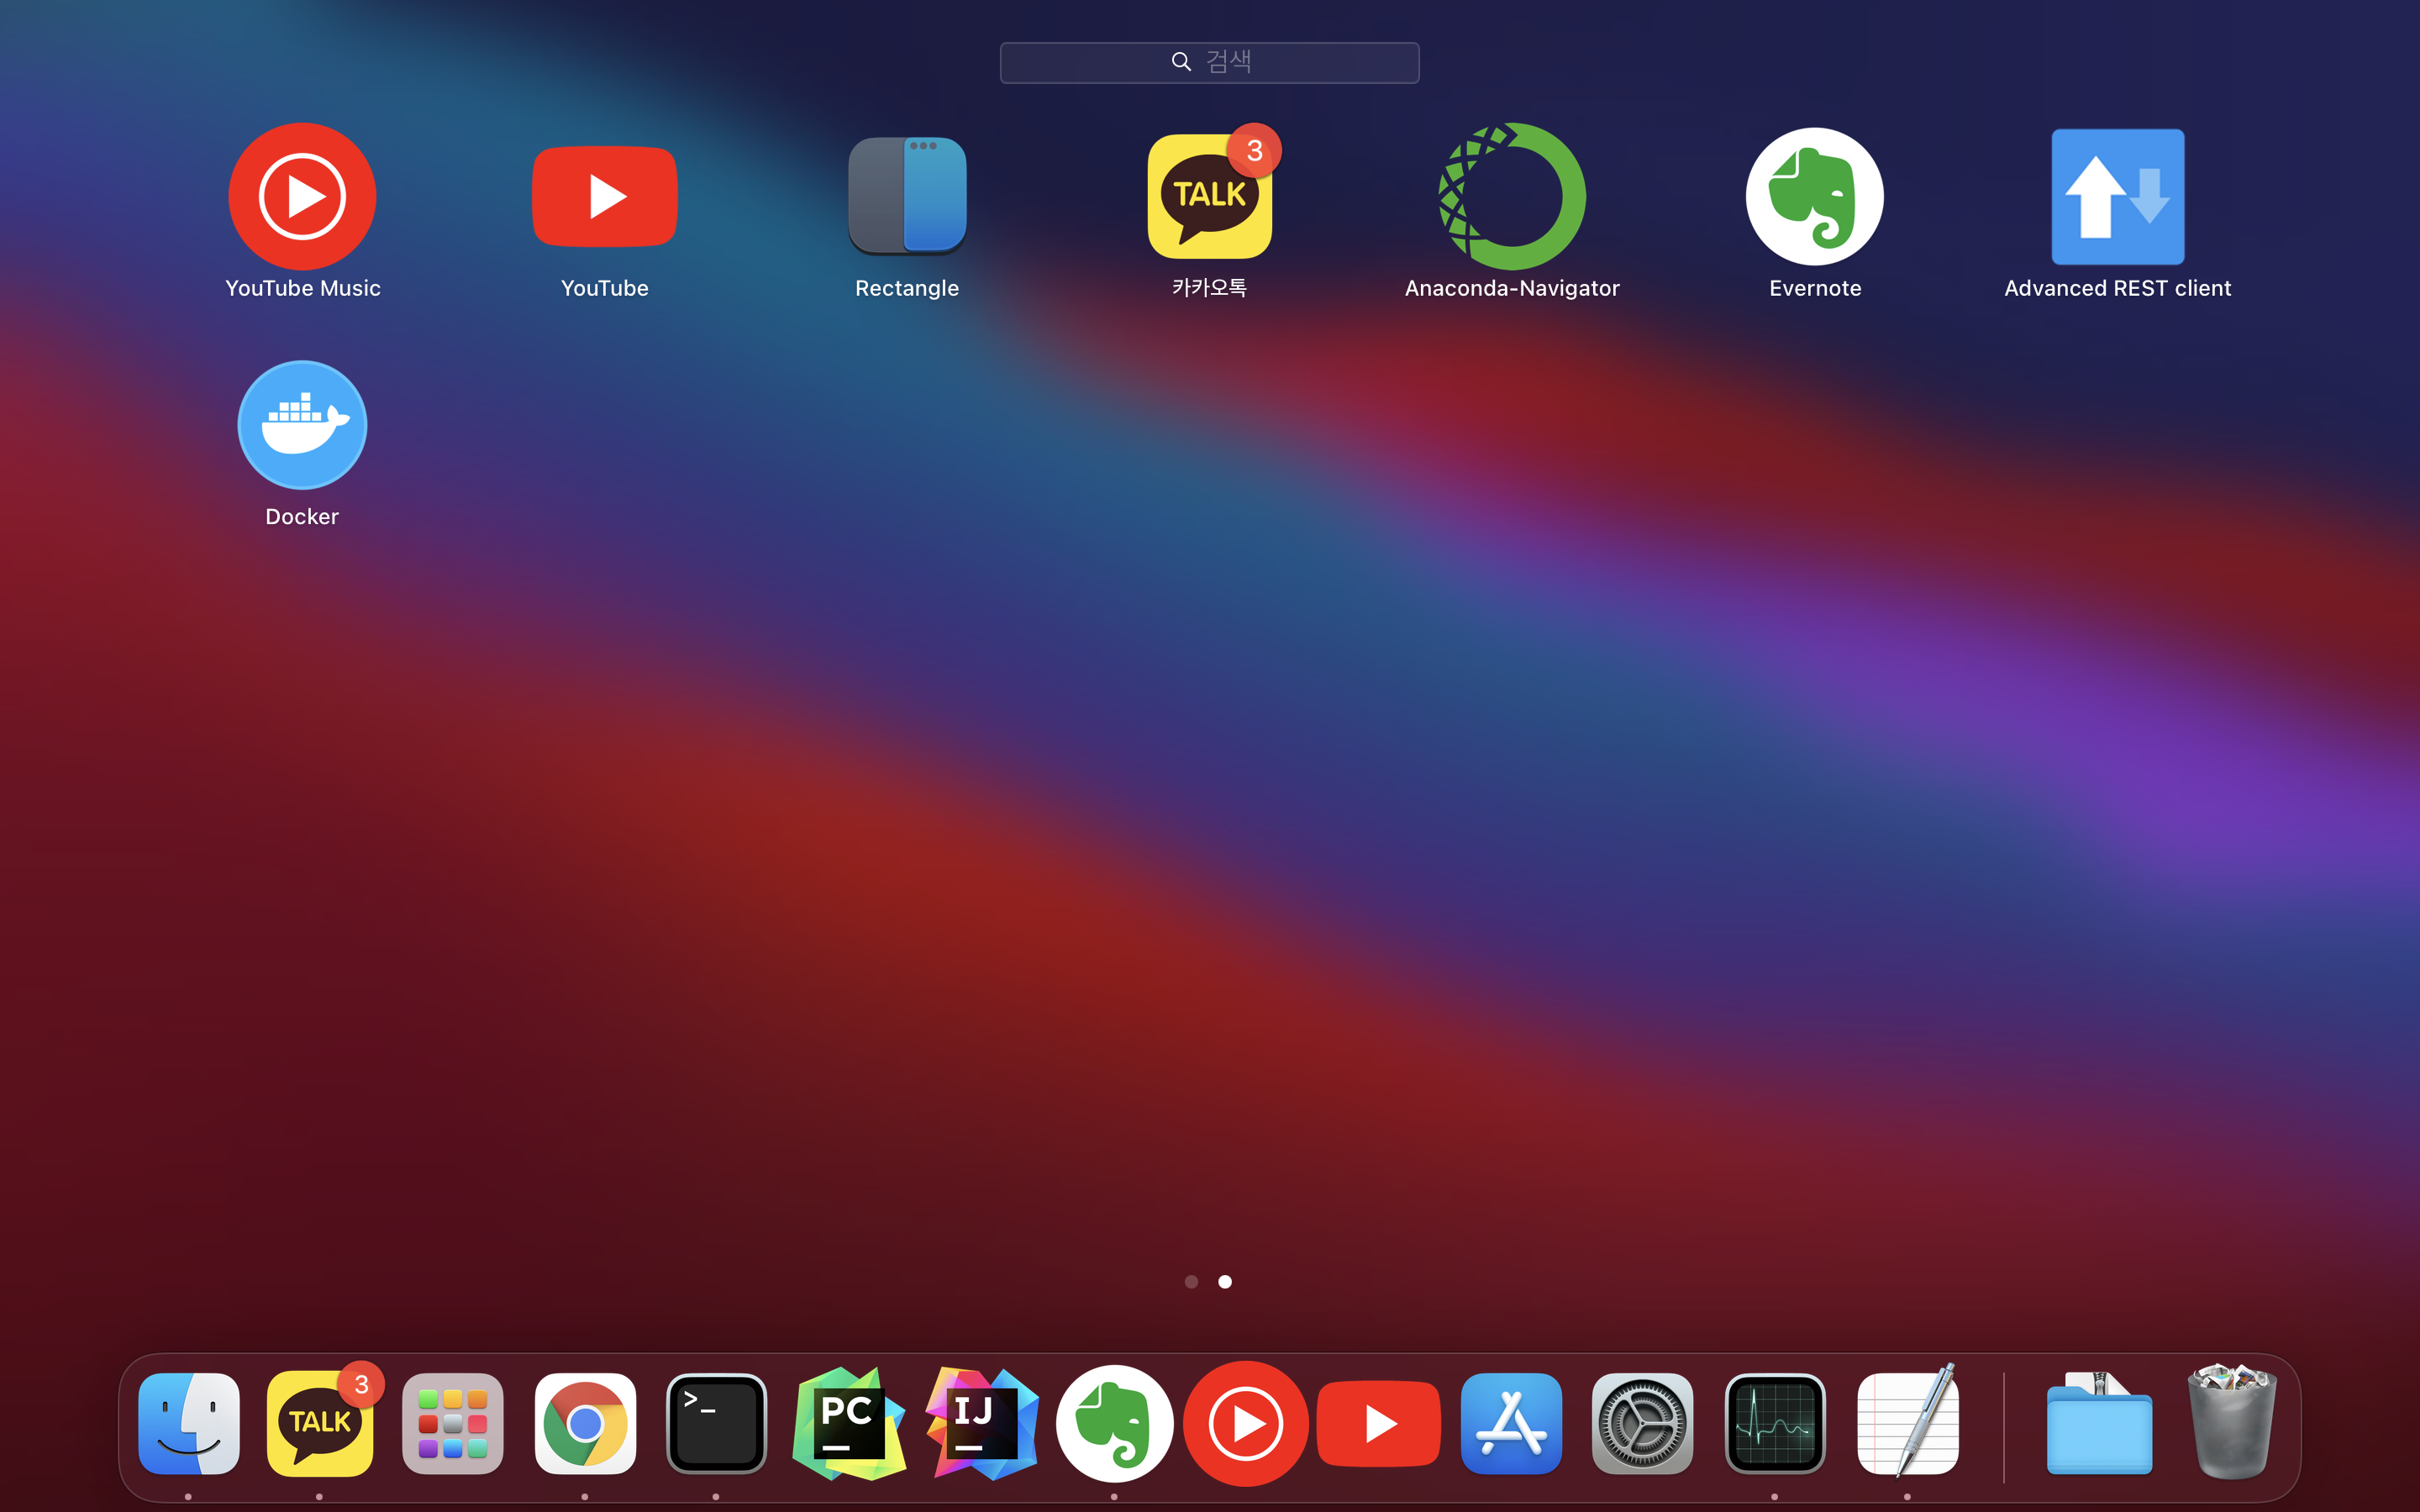 검색
3
TALK
YouTube Music
YouTube
Rectangle
카카오톡
Anaconda-Navigator
Evernote
Advanced REST client
Docker
3
TALK
>_
PC
IJ